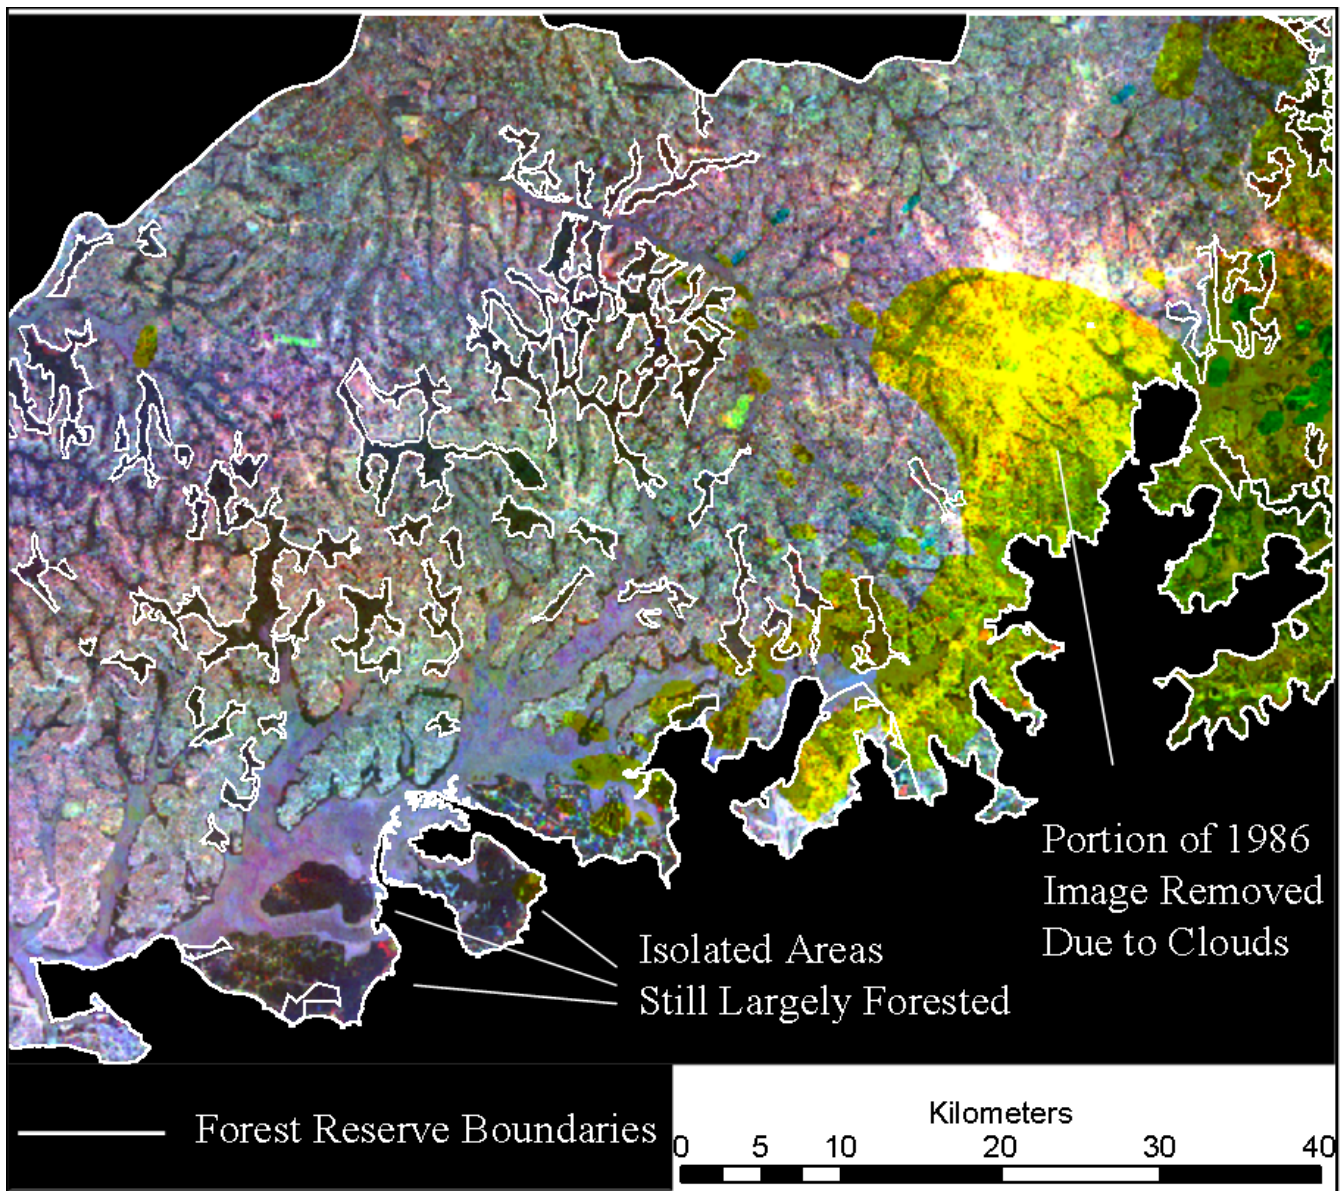 Portion of 1986
Image Removed
Due to Clouds
Isolated Areas
Still Largely Forested
Forest Reserve Boundaries
Kilometers
0 5 10 20 30 40